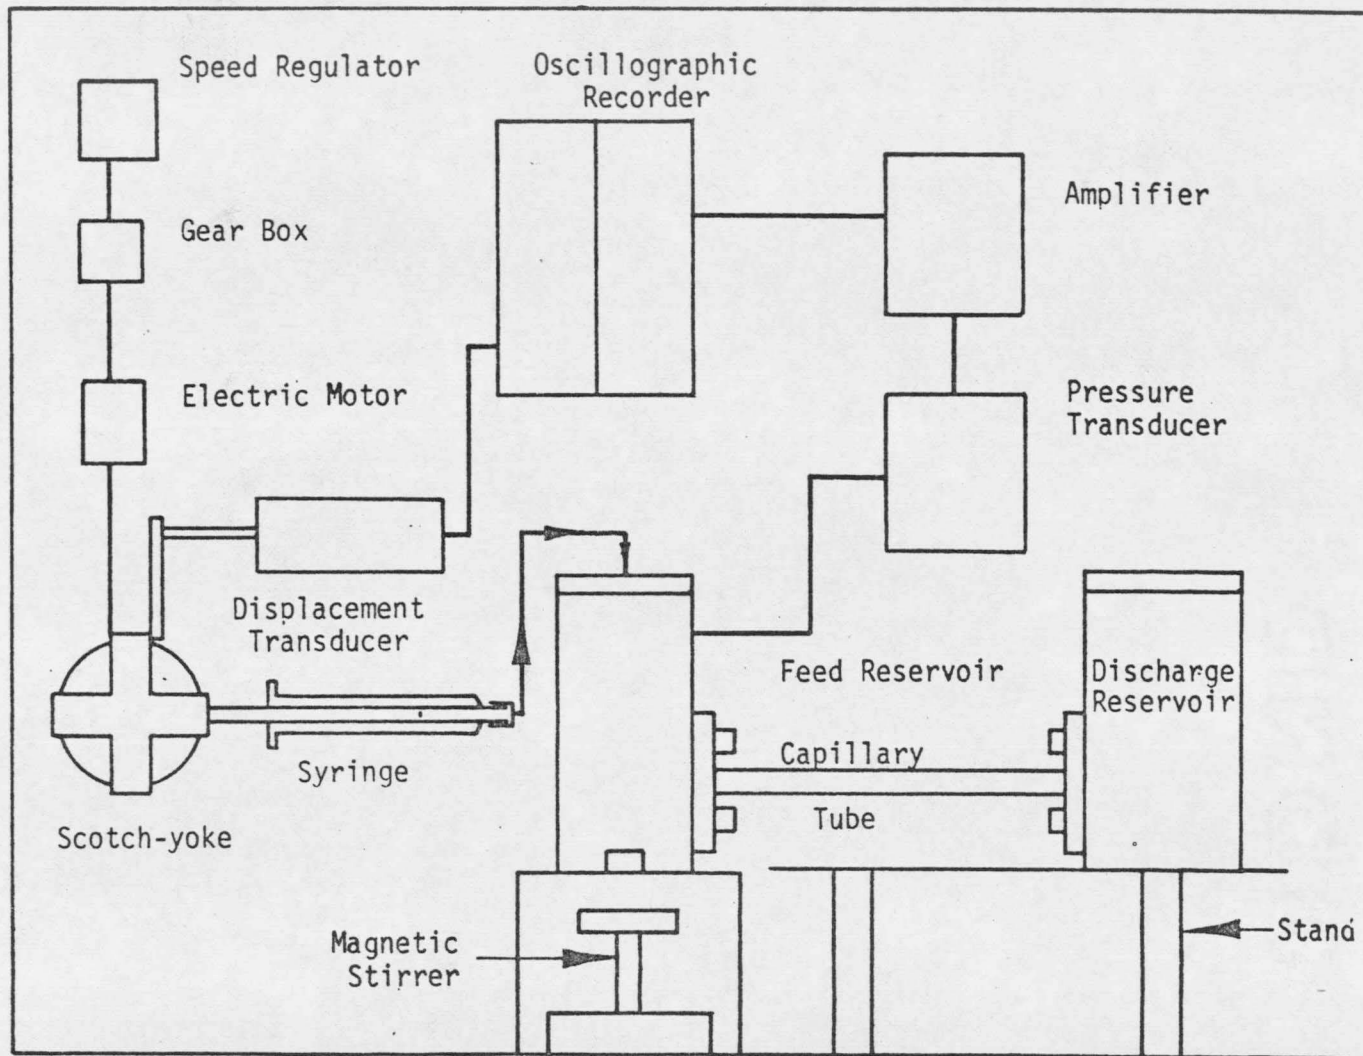 Speed Regulator
Oscillographic
Recorder
Amplifier
Gear Box
Electric Motor
Pressure
Transducer
Displacement
Transducer
Feed Reservoir
Discharge
Reservoir
Syringe
Capillary
Tube
Scotch-yoke
Magnetic
Stirrer
Stand